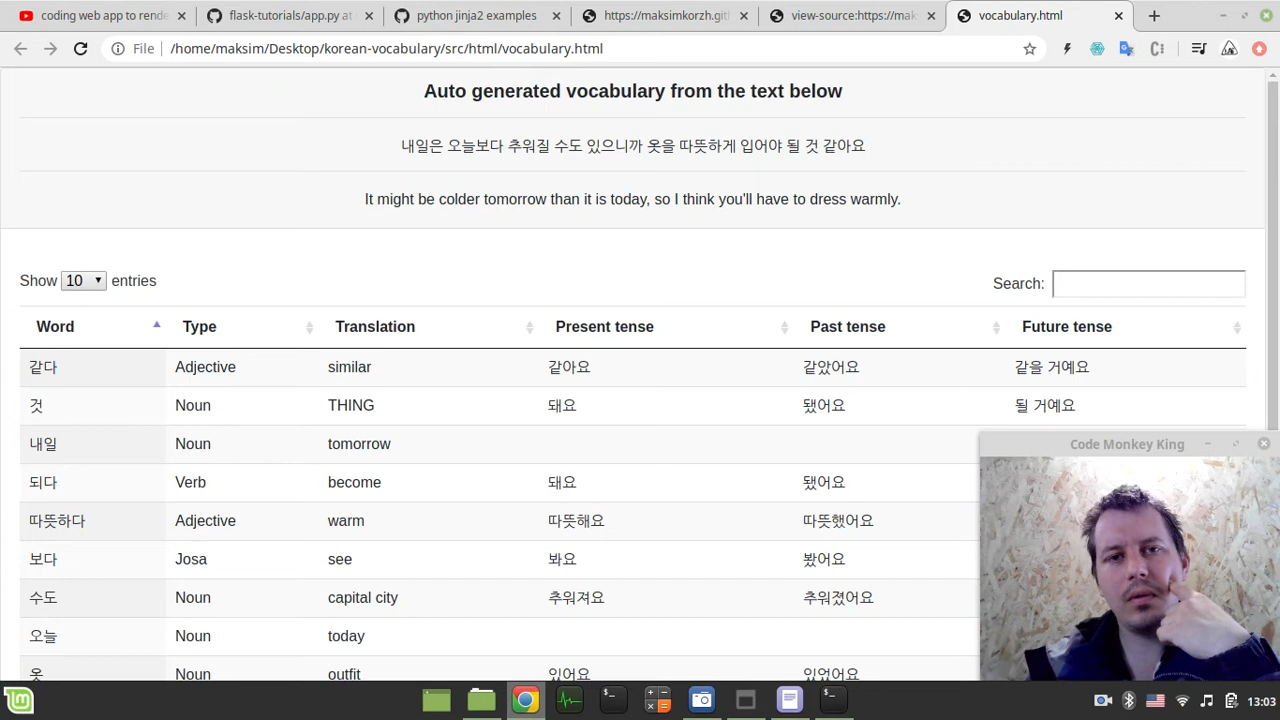 coding web app to rende
flask-tutorials/app.py at
python jinja2 examples
https://maksimkorzh.gitl
view-source:https://mak
vocabulary.html
File
/home/maksim/Desktop/korean-vocabulary/src/html/vocabulary.html
Auto generated vocabulary from the text below
내일은 오늘보다 추워질 수도 있으니까 옷을 따뜻하게 입어야 될 것 같아요
It might be colder tomorrow than it is today, so I think you'll have to dress warmly.
Show 10 entries
Search:
Word Type Translation Present tense Past tense Future tense
같다 Adjective similar 같아요 같았어요 같을 거예요
것 Noun THING 돼요 됐어요 될 거예요
내일 Noun tomorrow
되다 Verb become 돼요 됐어요
따뜻하다 Adjective warm 따뜻해요 따뜻했어요
보다 Josa see 봐요 봤어요
수도 Noun capital city 추워져요 추워졌어요
오늘 Noun today
옷 Noun outfit 있어요 있었어요
Code Monkey King
13:03